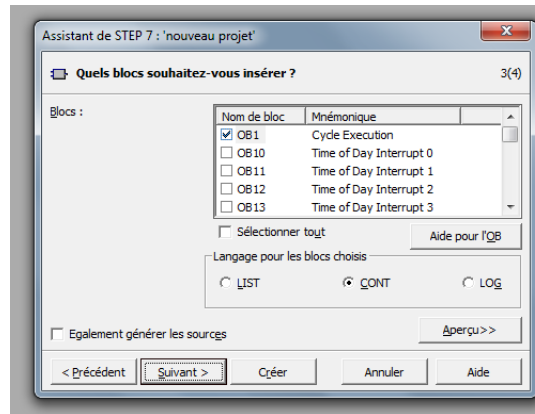 Assistant de STEP 7 : 'nouveau projet'
Quels blocs souhaitez-vous insérer ? 3(4)
Blocs :
Nom de bloc Mnémonique
OB1 Cycle Execution
OB10 Time of Day Interrupt 0
OB11 Time of Day Interrupt 1
OB12 Time of Day Interrupt 2
OB13 Time of Day Interrupt 3
Sélectionner tout Aide pour l'OB
Langage pour les blocs choisis
LIST CONT LOG
Egalement générer les sources Aperçu>>
< Précédent Suivant > Créer Annuler Aide